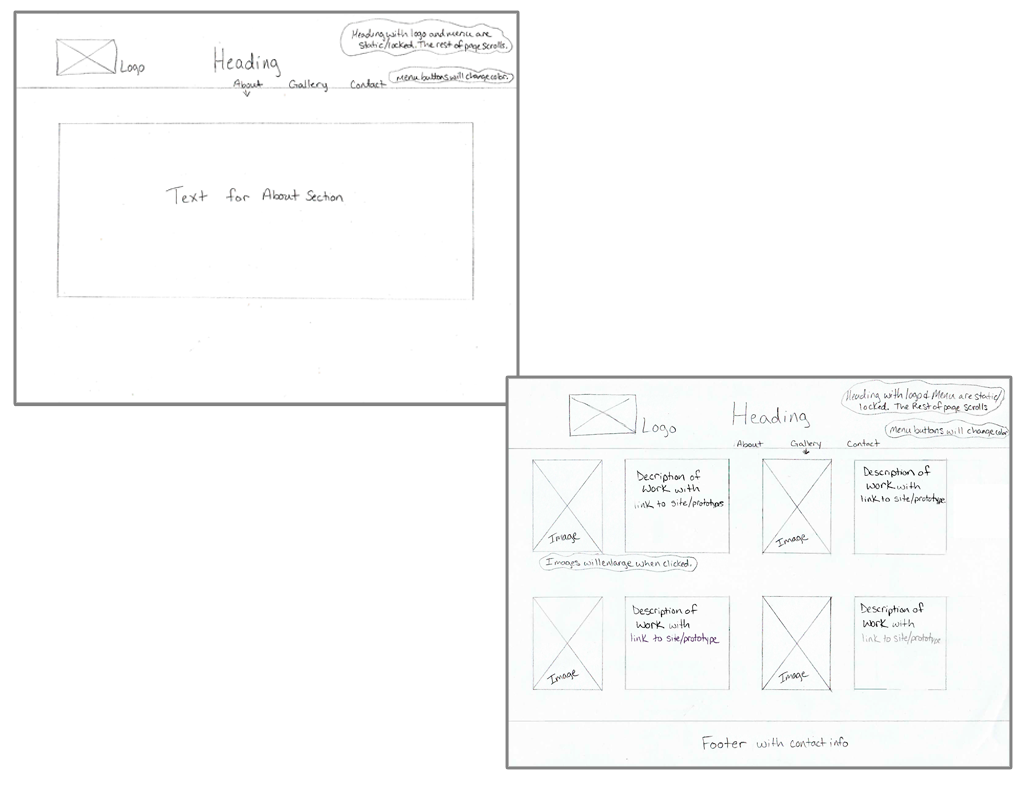 Heading with logo and menu are
static/locked. The rest of page scrolls.
Logo
Heading
Menu buttons will change color.
About Gallery Contact
Text for About Section
Heading with logo & Menu are static/
locked. The Rest of page scrolls
Logo
Heading
Menu buttons will change color
About Gallery Contact
Image
Decription of
Work with
link to site/prototype
Image
Description of
Work with
link to site/prototype
Images will enlarge when clicked.
Image
Description of
Work with
link to site/prototype
Image
Description of
Work with
link to site/prototype
Footer with contact info